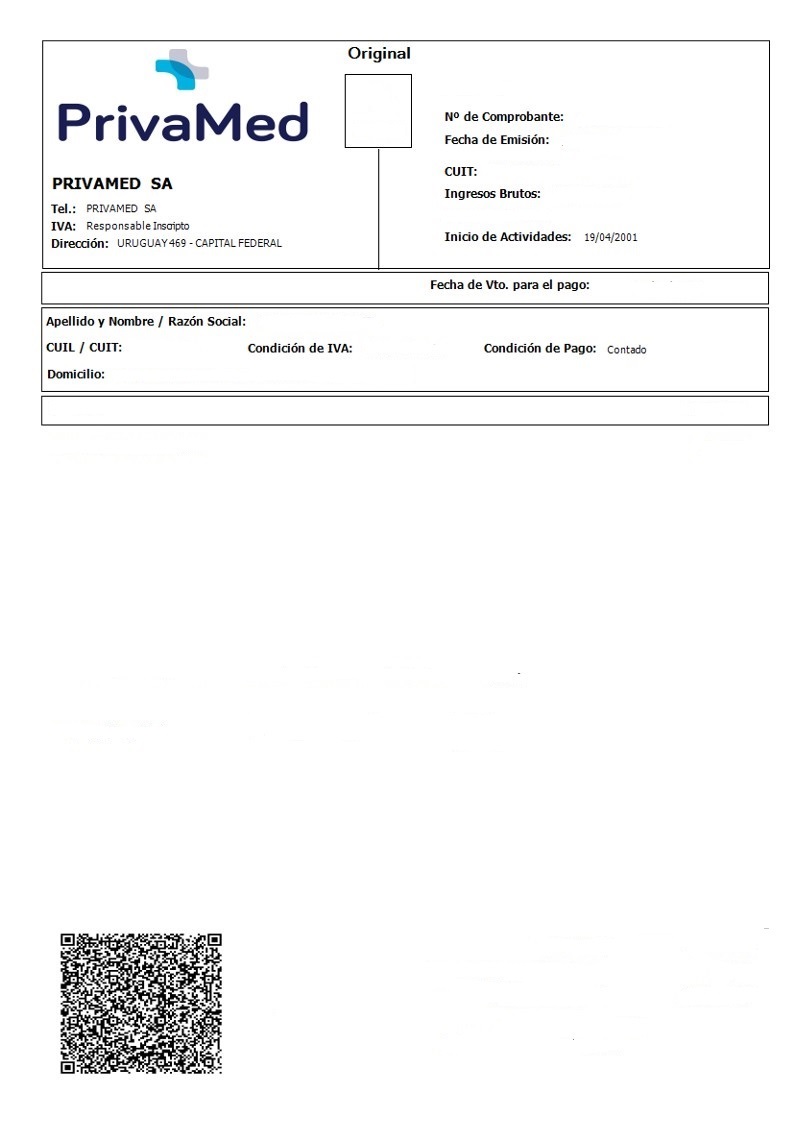 Original
PrivaMed
Nº de Comprobante:
Fecha de Emisión:
CUIT:
PRIVAMED SA
Ingresos Brutos:
Tel.: PRIVAMED SA
IVA: Responsable Inscripto
Dirección: URUGUAY 469 - CAPITAL FEDERAL
Inicio de Actividades: 19/04/2001
Fecha de Vto. para el pago:
Apellido y Nombre / Razón Social:
CUIL / CUIT: Condición de IVA: Condición de Pago: Contado
Domicilio: